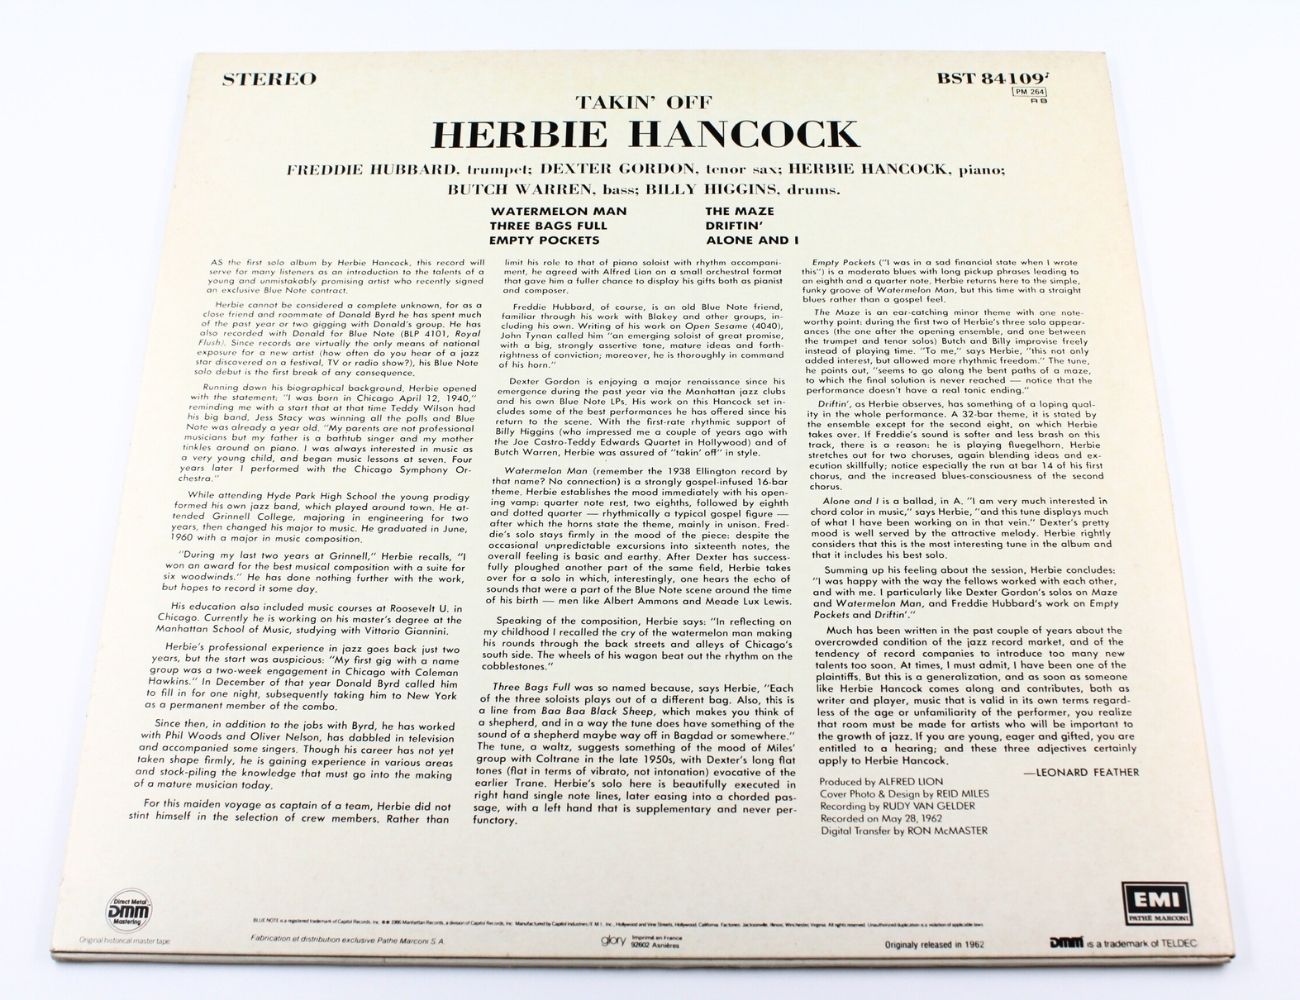 STEREO
BST 84109
PM 264
R B
TAKIN' OFF
HERBIE HANCOCK
FREDDIE HUBBARD, trumpet; DEXTER GORDON, tenor sax; HERBIE HANCOCK, piano;
BUTCH WARREN, bass; BILLY HIGGINS, drums.
WATERMELON MAN
THREE BAGS FULL
EMPTY POCKETS
THE MAZE
DRIFTIN'
ALONE AND I
AS the first solo album by Herbie Hancock, this record will
serve for many listeners as an introduction to the talents of a
young and unmistakably promising artist who recently signed
an exclusive Blue Note contract.
Herbie cannot be considered a complete unknown, for as a
close friend and roommate of Donald Byrd he has spent much
of the past year or two gigging with Donald's group. He has
also recorded with Donald for Blue Note (BLP 4101, Royal
Flush). Since records are virtually the only means of national
exposure for a new artist (how often do you hear of a jazz
star discovered on a festival, TV or radio show?), his Blue Note
solo debut is the first break of any consequence.
Running down his biographical background, Herbie opened
with the statement: "I was born in Chicago April 12, 1940,"
reminding me with a start that at that time Teddy Wilson had
his big band, Jess Stacy was winning all the polls and Blue
Note was already a year old. "My parents are not professional
musicians but my father is a bathtub singer and my mother
tinkles around on piano. I was always interested in music as
a very young child, and began music lessons at seven. Four
years later I performed with the Chicago Symphony Or-
chestra."
While attending Hyde Park High School the young prodigy
formed his own jazz band, which played around town. He at-
tended Grinnell College, majoring in engineering for two
years, then changed his major to music. He graduated in June,
1960 with a major in music composition.
"During my last two years at Grinnell," Herbie recalls, "I
won an award for the best musical composition with a suite for
six woodwinds." He has done nothing further with the work,
but hopes to record it some day.
His education also included music courses at Roosevelt U. in
Chicago. Currently he is working on his master's degree at the
Manhattan School of Music, studying with Vittorio Giannini.
Herbie's professional experience in jazz goes back just two
years, but the start was auspicious: "My first gig with a name
group was a two-week engagement in Chicago with Coleman
Hawkins." In December of that year Donald Byrd called him
to fill in for one night, subsequently taking him to New York
as a permanent member of the combo.
Since then, in addition to the jobs with Byrd, he has worked
with Phil Woods and Oliver Nelson, has dabbled in television
and accompanied some singers. Though his career has not yet
taken shape firmly, he is gaining experience in various areas
and stock-piling the knowledge that must go into the making
of a mature musician today.
For this maiden voyage as captain of a team, Herbie did not
stint himself in the selection of crew members. Rather than
limit his role to that of piano soloist with rhythm accompani-
ment, he agreed with Alfred Lion on a small orchestral format
that gave him a fuller chance to display his gifts both as pianist
and composer.
Freddie Hubbard, of course, is an old Blue Note friend,
familiar through his work with Blakey and other groups, in-
cluding his own. Writing of his work on Open Sesame (4040),
John Tynan called him "an emerging soloist of great promise,
with a big, strongly assertive tone, mature ideas and forth-
rightness of conviction; moreover, he is thoroughly in command
of his horn."
Dexter Gordon is enjoying a major renaissance since his
emergence during the past year via the Manhattan jazz clubs
and his own Blue Note LPs. His work on this Hancock set in-
cludes some of the best performances he has offered since his
return to the scene. With the first-rate rhythmic support of
Billy Higgins (who impressed me a couple of years ago with
the Joe Castro-Teddy Edwards Quartet in Hollywood) and of
Butch Warren, Herbie was assured of "takin' off" in style.
Watermelon Man (remember the 1938 Ellington record by
that name? No connection) is a strongly gospel-infused 16-bar
theme. Herbie establishes the mood immediately with his open-
ing vamp: quarter note rest, two eighths, followed by eighth
and dotted quarter — rhythmically a typical gospel figure —
after which the horns state the theme, mainly in unison. Fred-
die's solo stays firmly in the mood of the piece; despite the
occasional unpredictable excursions into sixteenth notes, the
overall feeling is basic and earthy. After Dexter has success-
fully ploughed another part of the same field, Herbie takes
over for a solo in which, interestingly, one hears the echo of
sounds that were a part of the Blue Note scene around the time
of his birth — men like Albert Ammons and Meade Lux Lewis.
Speaking of the composition, Herbie says: "In reflecting on
my childhood I recalled the cry of the watermelon man making
his rounds through the back streets and alleys of Chicago's
south side. The wheels of his wagon beat out the rhythm on the
cobblestones."
Three Bags Full was so named because, says Herbie, "Each
of the three soloists plays out of a different bag. Also, this is
a line from Baa Baa Black Sheep, which makes you think of
a shepherd, and in a way the tune does have something of the
sound of a shepherd maybe way off in Bagdad or somewhere."
The tune, a waltz, suggests something of the mood of Miles'
group with Coltrane in the late 1950s, with Dexter's long flat
tones (flat in terms of vibrato, not intonation) evocative of the
earlier Trane. Herbie's solo here is beautifully executed in
right hand single note lines, later easing into a chorded pas-
sage, with a left hand that is supplementary and never per-
functory.
Empty Pockets ("I was in a sad financial state when I wrote
this") is a moderato blues with long pickup phrases leading to
an eighth and a quarter note. Herbie returns here to the simple,
funky groove of Watermelon Man, but this time with a straight
blues rather than a gospel feel.
The Maze is an ear-catching minor theme with one note-
worthy point: during the first two of Herbie's three solo appear-
ances (the one after the opening ensemble, and one between
the trumpet and tenor solos) Butch and Billy improvise freely
instead of playing time. "To me," says Herbie, "this not only
added interest, but allowed more rhythmic freedom." The tune,
he points out, "seems to go along the bent paths of a maze,
to which the final solution is never reached — notice that the
performance doesn't have a real tonic ending."
Driftin', as Herbie observes, has something of a loping qual-
ity in the whole performance. A 32-bar theme, it is stated by
the ensemble except for the second eight, on which Herbie
takes over. If Freddie's sound is softer and less brash on this
track, there is a reason: he is playing fluegelhorn. Herbie
stretches out for two choruses, again blending ideas and ex-
ecution skillfully; notice especially the run at bar 14 of his first
chorus, and the increased blues-consciousness of the second
chorus.
Alone and I is a ballad, in A. "I am very much interested in
chord color in music," says Herbie, "and this tune displays much
of what I have been working on in that vein." Dexter's pretty
mood is well served by the attractive melody. Herbie rightly
considers that this is the most interesting tune in the album and
that it includes his best solo.
Summing up his feeling about the session, Herbie concludes:
"I was happy with the way the fellows worked with each other,
and with me. I particularly like Dexter Gordon's solos on Maze
and Watermelon Man, and Freddie Hubbard's work on Empty
Pockets and Driftin'."
Much has been written in the past couple of years about the
overcrowded condition of the jazz record market, and of the
tendency of record companies to introduce too many new
talents too soon. At times, I must admit, I have been one of the
plaintiffs. But this is a generalization, and as soon as someone
like Herbie Hancock comes along and contributes, both as
writer and player, music that is valid in its own terms regard-
less of the age or unfamiliarity of the performer, you realize
that room must be made for artists who will be important to
the growth of jazz. If you are young, eager and gifted, you are
entitled to a hearing; and these three adjectives certainly
apply to Herbie Hancock.
—LEONARD FEATHER
Produced by ALFRED LION
Cover Photo & Design by REID MILES
Recording by RUDY VAN GELDER
Recorded on May 28, 1962
Digital Transfer by RON McMASTER
Direct Metal
DMM
Mastering
Original historical master tape
BLUE NOTE is a registered trademark of Capitol Records, Inc. 1986 Manhattan Records, a division of Capitol Records, Inc. Manufactured by Capitol Industries/E.M.I., Inc., Hollywood and Vine Streets, Hollywood, California. Factories: Jacksonville, Illinois; Winchester, Virginia. All rights reserved. Unauthorized duplication is a violation of applicable laws.
Fabrication et distribution exclusive Pathe Marconi S.A.
glory
Imprimé en France
92602 Asnières
Originaly released in 1962
EMI
PATHÉ MARCONI
DMM is a trademark of TELDEC